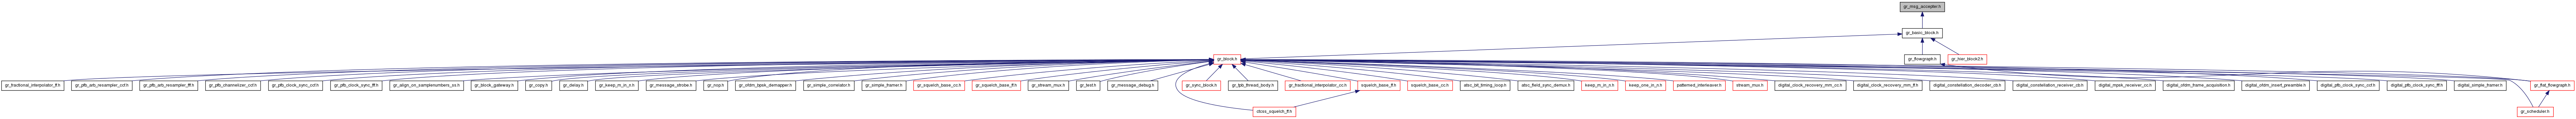 gr_msg_accepter.h
gr_basic_block.h
gr_block.h
gr_flowgraph.h
gr_hier_block2.h
gr_fractional_interpolator_ff.h
gr_pfb_arb_resampler_ccf.h
gr_pfb_arb_resampler_fff.h
gr_pfb_channelizer_ccf.h
gr_pfb_clock_sync_ccf.h
gr_pfb_clock_sync_fff.h
gr_align_on_samplenumbers_ss.h
gr_block_gateway.h
gr_copy.h
gr_delay.h
gr_keep_m_in_n.h
gr_message_strobe.h
gr_nop.h
gr_ofdm_bpsk_demapper.h
gr_simple_correlator.h
gr_simple_framer.h
gr_squelch_base_cc.h
gr_squelch_base_ff.h
gr_stream_mux.h
gr_test.h
gr_message_debug.h
gr_sync_block.h
gr_tpb_thread_body.h
gr_fractional_interpolator_cc.h
squelch_base_ff.h
squelch_base_cc.h
atsc_bit_timing_loop.h
atsc_field_sync_demux.h
keep_m_in_n.h
keep_one_in_n.h
patterned_interleaver.h
stream_mux.h
digital_clock_recovery_mm_cc.h
digital_clock_recovery_mm_ff.h
digital_constellation_decoder_cb.h
digital_constellation_receiver_cb.h
digital_mpsk_receiver_cc.h
digital_ofdm_frame_acquisition.h
digital_ofdm_insert_preamble.h
digital_pfb_clock_sync_ccf.h
digital_pfb_clock_sync_fff.h
digital_simple_framer.h
gr_flat_flowgraph.h
ctcss_squelch_ff.h
gr_scheduler.h